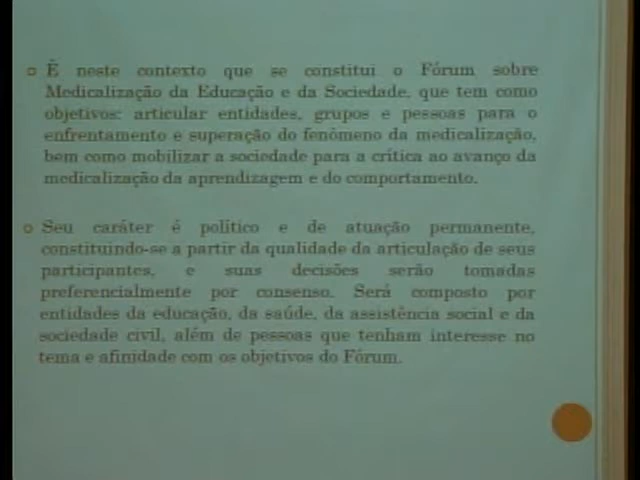 É neste contexto que se constitui o Fórum sobre
Medicalização da Educação e da Sociedade, que tem como
objetivos: articular entidades, grupos e pessoas para o
enfrentamento e superação do fenômeno da medicalização,
bem como mobilizar a sociedade para a crítica ao avanço da
medicalização da aprendizagem e do comportamento.
Seu caráter é político e de atuação permanente,
constituindo-se a partir da qualidade da articulação de seus
participantes, e suas decisões serão tomadas
preferencialmente por consenso. Será composto por
entidades da educação, da saúde, da assistência social e da
sociedade civil, além de pessoas que tenham interesse no
tema e afinidade com os objetivos do Fórum.